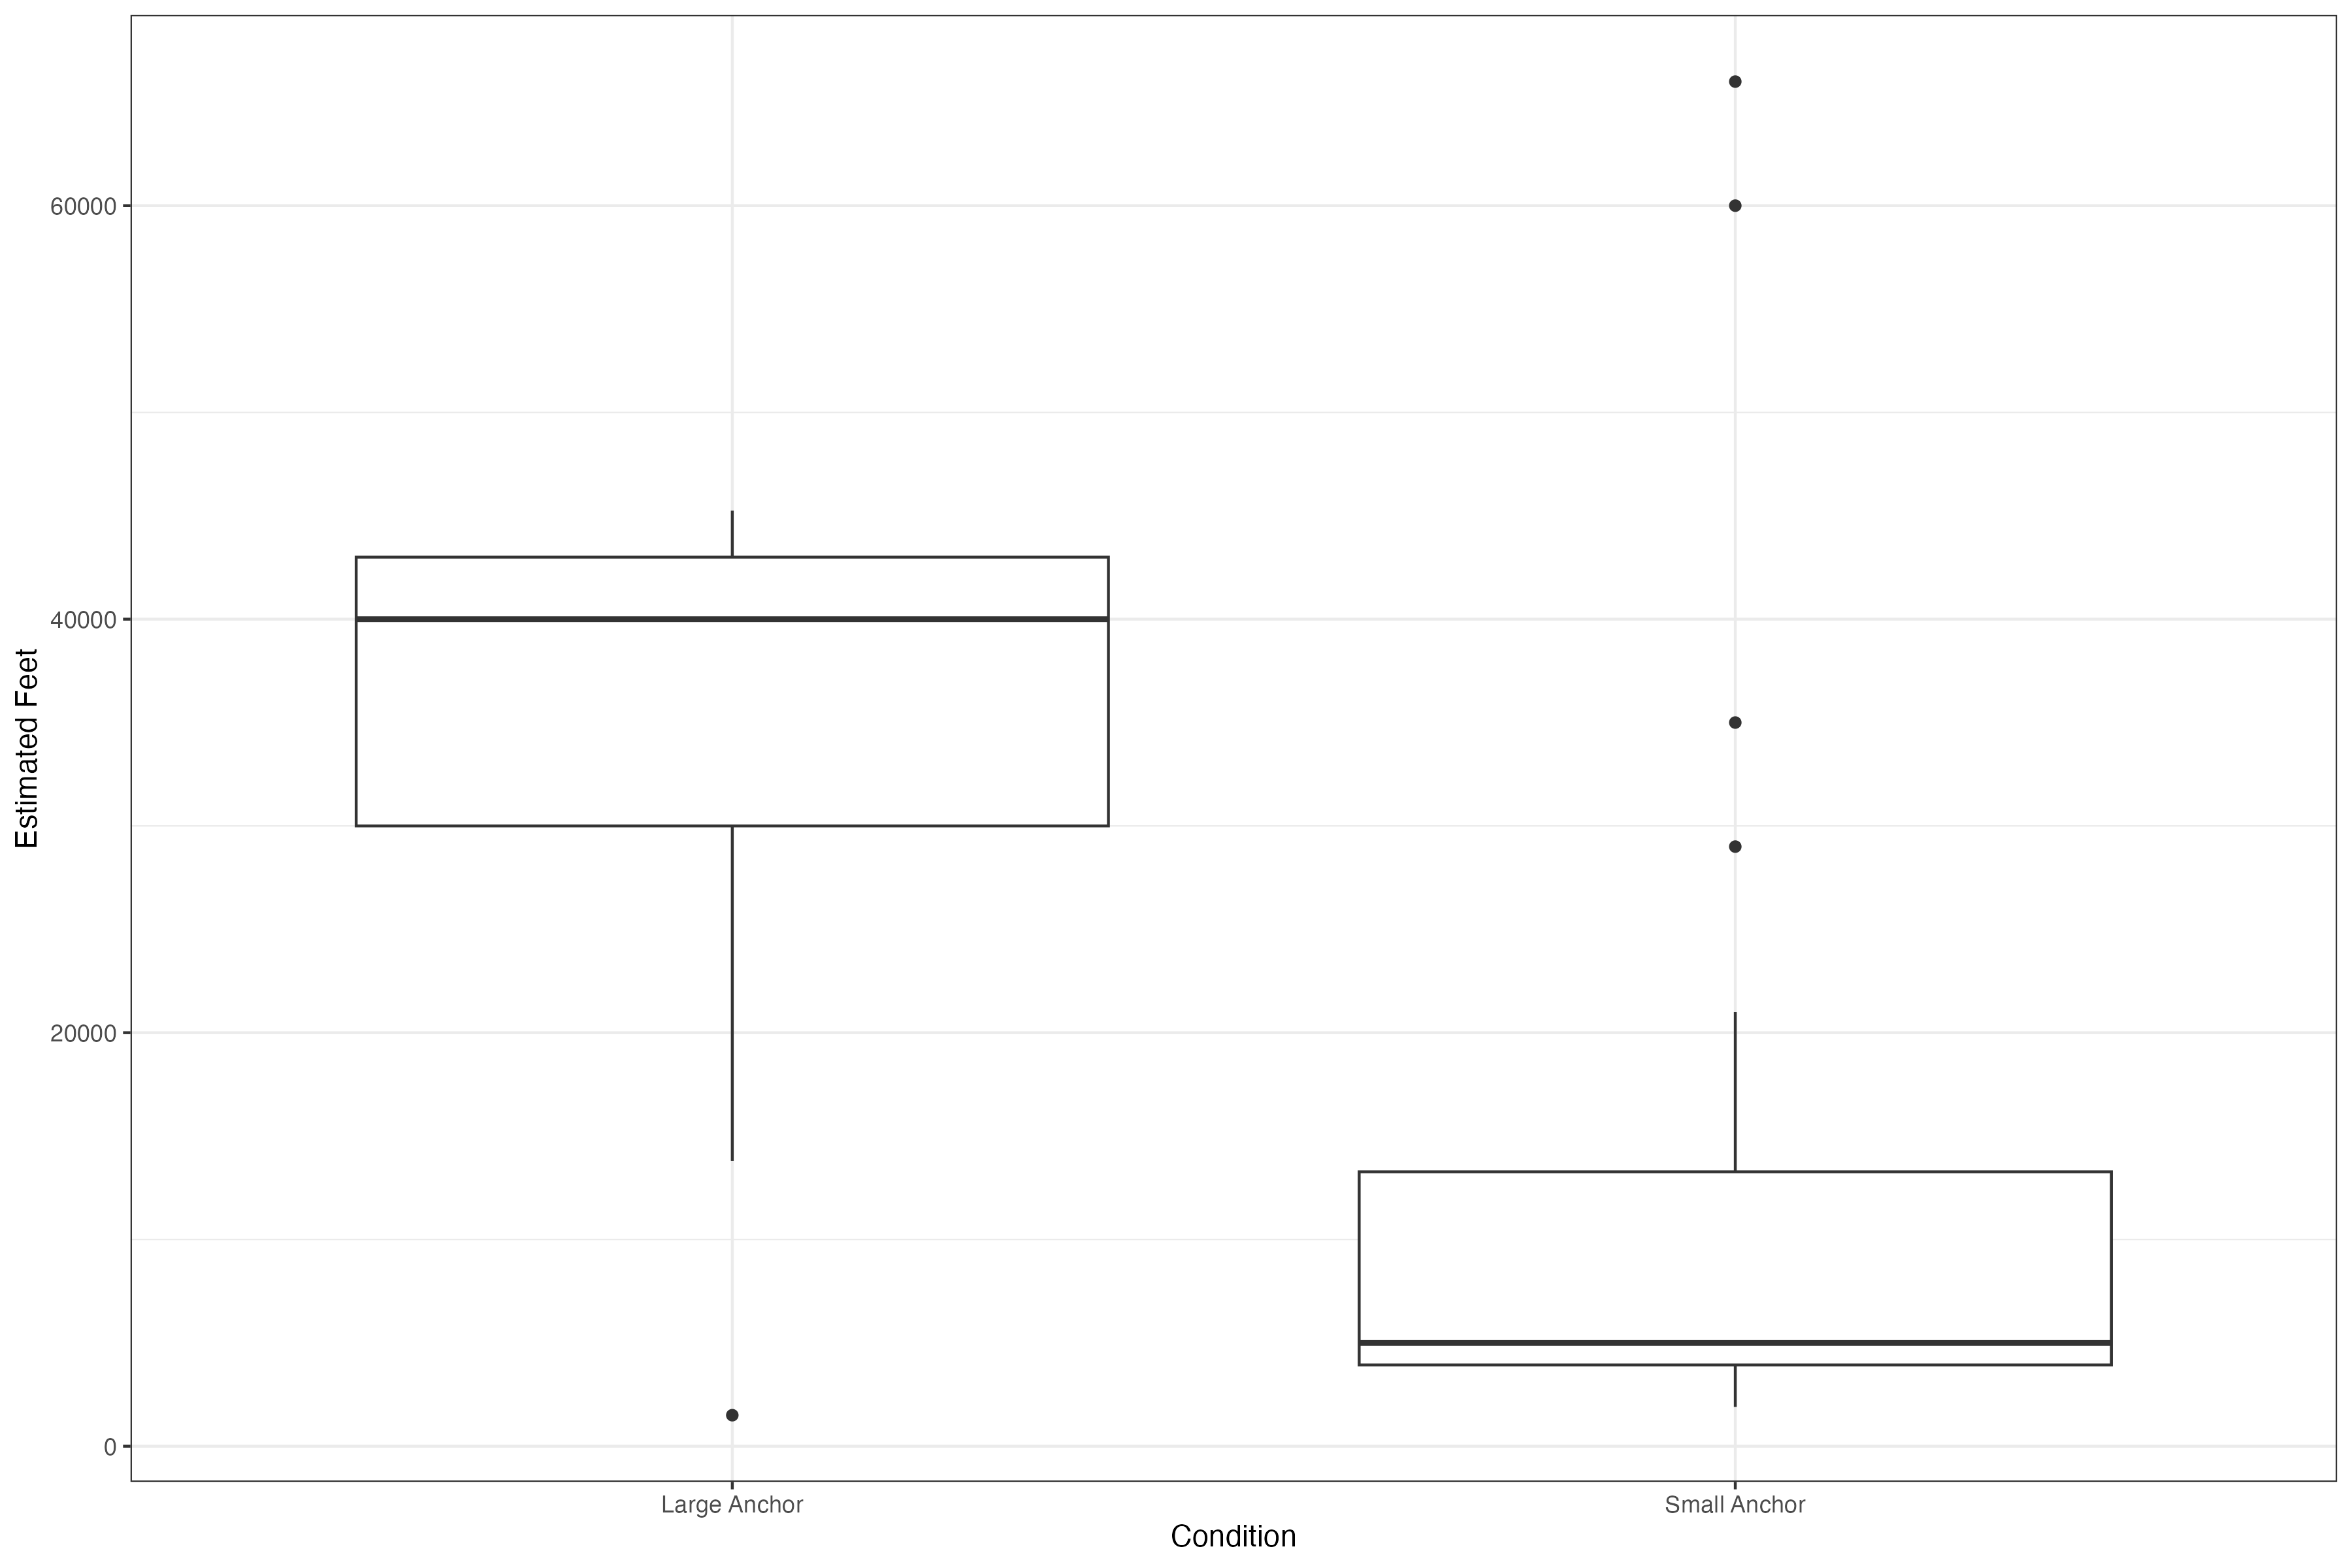 Estimated Feet
60000
40000
20000
0
Large Anchor
Small Anchor
Condition